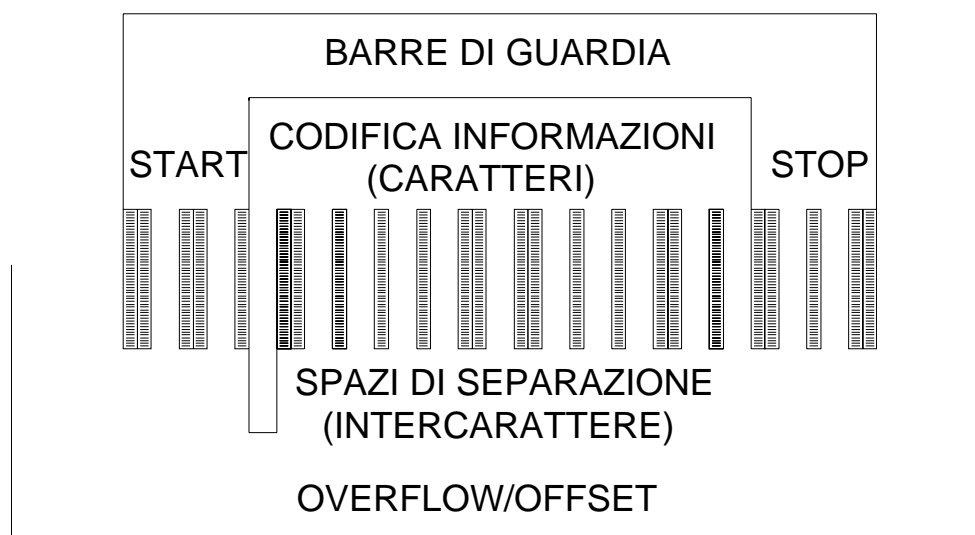 BARRE DI GUARDIA
CODIFICA INFORMAZIONI
(CARATTERI)
START
STOP
SPAZI DI SEPARAZIONE
(INTERCARATTERE)
OVERFLOW/OFFSET